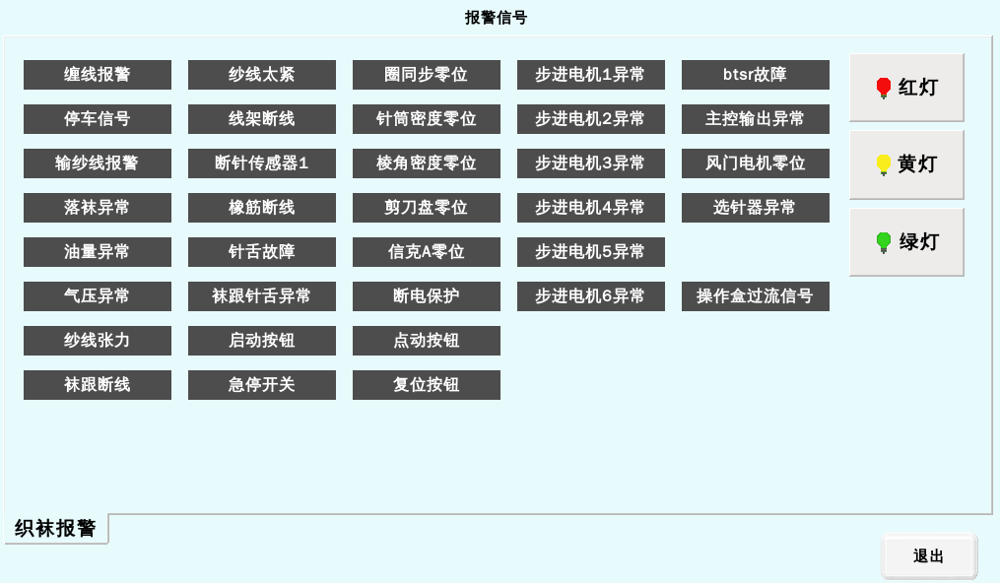 报警信号
缠线报警 纱线太紧 圈同步零位 步进电机1异常 btsr故障 红灯
停车信号 线架断线 针筒密度零位 步进电机2异常 主控输出异常
输纱线报警 断针传感器1 棱角密度零位 步进电机3异常 风门电机零位 黄灯
落袜异常 橡筋断线 剪刀盘零位 步进电机4异常 选针器异常
油量异常 针舌故障 信克A零位 步进电机5异常 绿灯
气压异常 袜跟针舌异常 断电保护 步进电机6异常 操作盒过流信号
纱线张力 启动按钮 点动按钮
袜跟断线 急停开关 复位按钮
织袜报警
退出